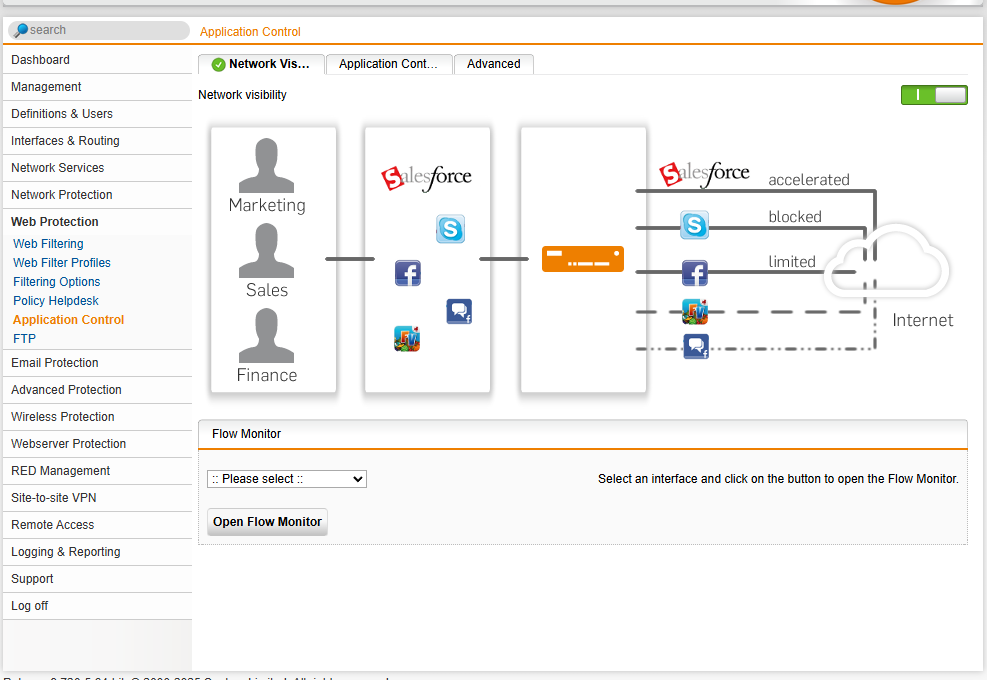 search
Application Control
Dashboard
Management
Definitions & Users
Interfaces & Routing
Network Services
Network Protection
Web Protection
Web Filtering
Web Filter Profiles
Filtering Options
Policy Helpdesk
Application Control
FTP
Email Protection
Advanced Protection
Wireless Protection
Webserver Protection
RED Management
Site-to-site VPN
Remote Access
Logging & Reporting
Support
Log off
Network Vis...
Application Cont...
Advanced
Network visibility
Marketing
Sales
Finance
Salesforce
Salesforce
accelerated
blocked
limited
Internet
Flow Monitor
:: Please select ::
Select an interface and click on the button to open the Flow Monitor.
Open Flow Monitor